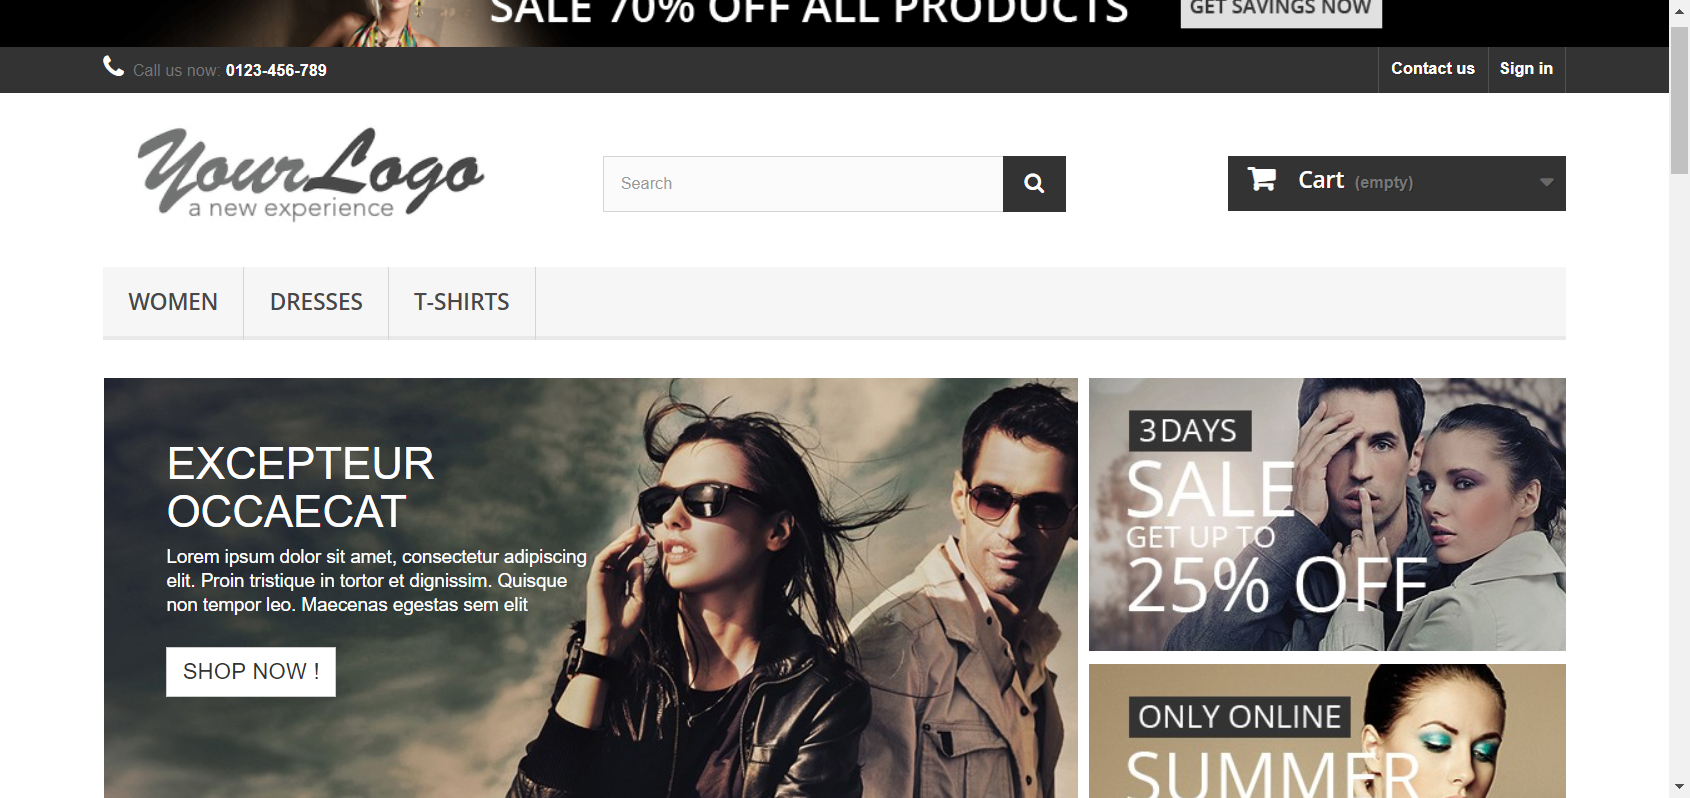 SALE 70% OFF ALL PRODUCTS
GET SAVINGS NOW
Call us now: 0123-456-789
Contact us
Sign in
YourLogo
a new experience
Search
Cart (empty)
WOMEN
DRESSES
T-SHIRTS
EXCEPTEUR
OCCAECAT
Lorem ipsum dolor sit amet, consectetur adipiscing
elit. Proin tristique in tortor et dignissim. Quisque
non tempor leo. Maecenas egestas sem elit
SHOP NOW !
3 DAYS
SALE
GET UP TO
25% OFF
ONLY ONLINE
SUMMER